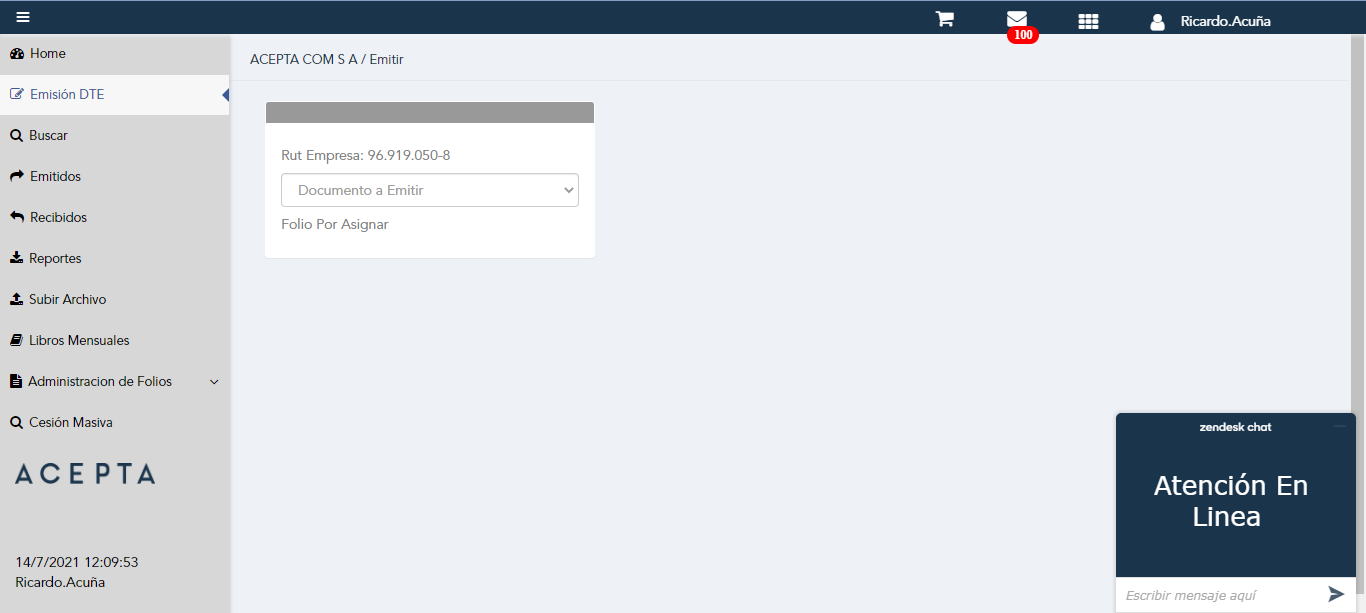 Ricardo.Acuña
100
Home
Emisión DTE
Buscar
Emitidos
Recibidos
Reportes
Subir Archivo
Libros Mensuales
Administracion de Folios
Cesión Masiva
ACEPTA
14/7/2021 12:09:53
Ricardo.Acuña
ACEPTA COM S A / Emitir
Rut Empresa: 96.919.050-8
Documento a Emitir
Folio Por Asignar
zendesk chat
Atención En
Linea
Escribir mensaje aquí